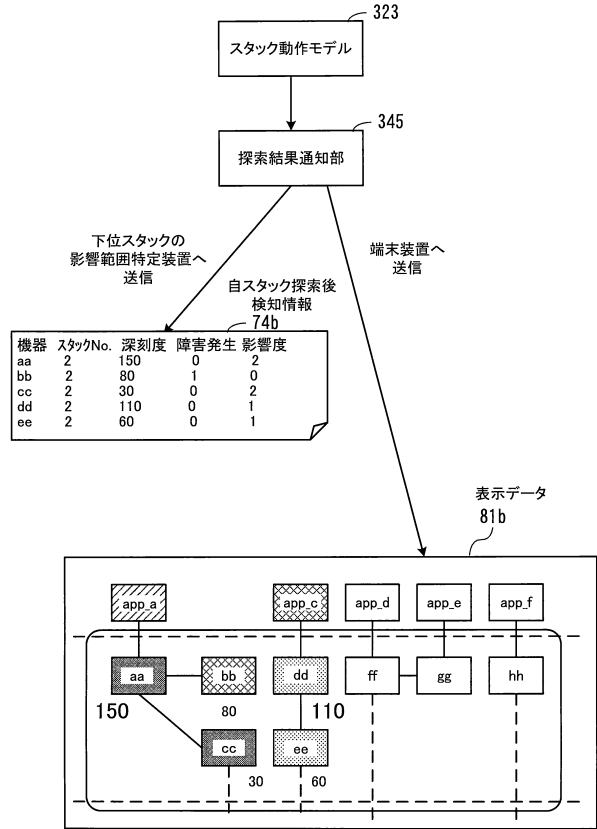 323
スタック動作モデル
345
探索結果通知部
下位スタックの
影響範囲特定装置へ
送信
端末装置へ
送信
自スタック探索後
検知情報
74b
機器 スタックNo. 深刻度 障害発生 影響度
aa 2 150 0 2
bb 2 80 1 0
cc 2 30 0 2
dd 2 110 0 1
ee 2 60 0 1
表示データ
81b
app_a app_c app_d app_e app_f
aa bb dd ff gg hh
150 80 110
cc ee
30 60